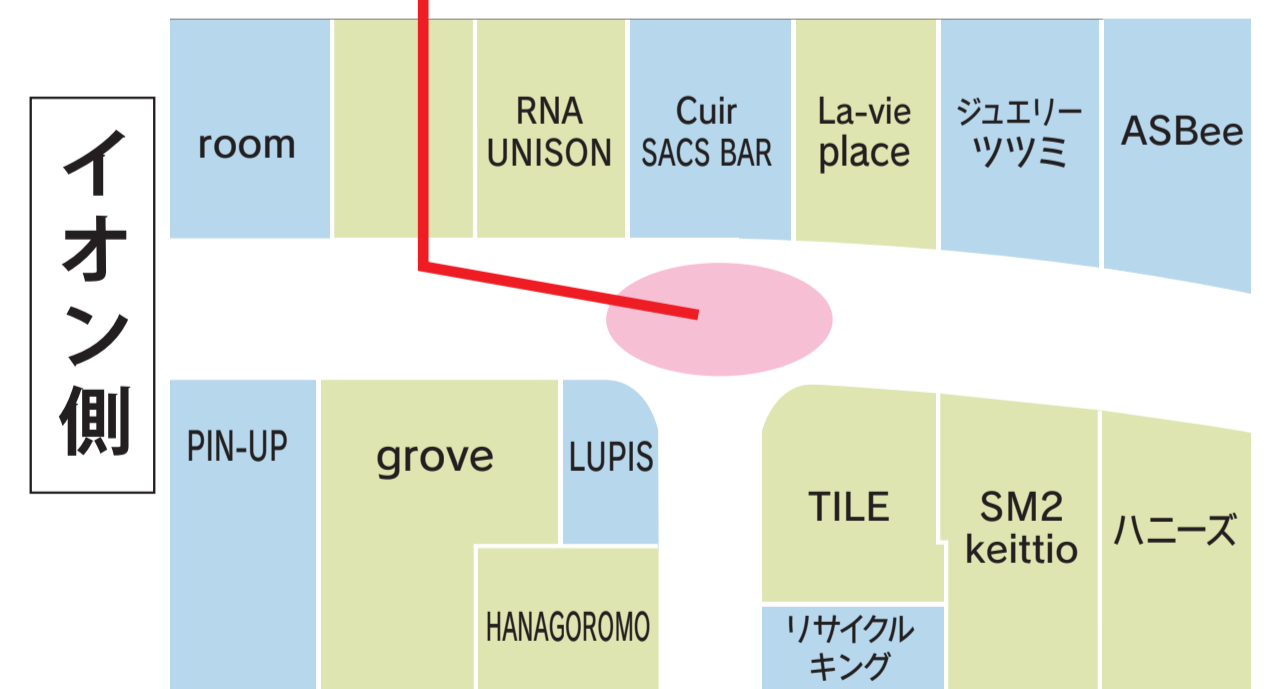 イオン側
room
RNA
UNISON
Cuir
SACS BAR
La-vie
place
ジュエリー
ツツミ
ASBee
PIN-UP
grove
LUPIS
HANAGOROMO
TILE
リサイクル
キング
SM2
keittio
ハニーズ